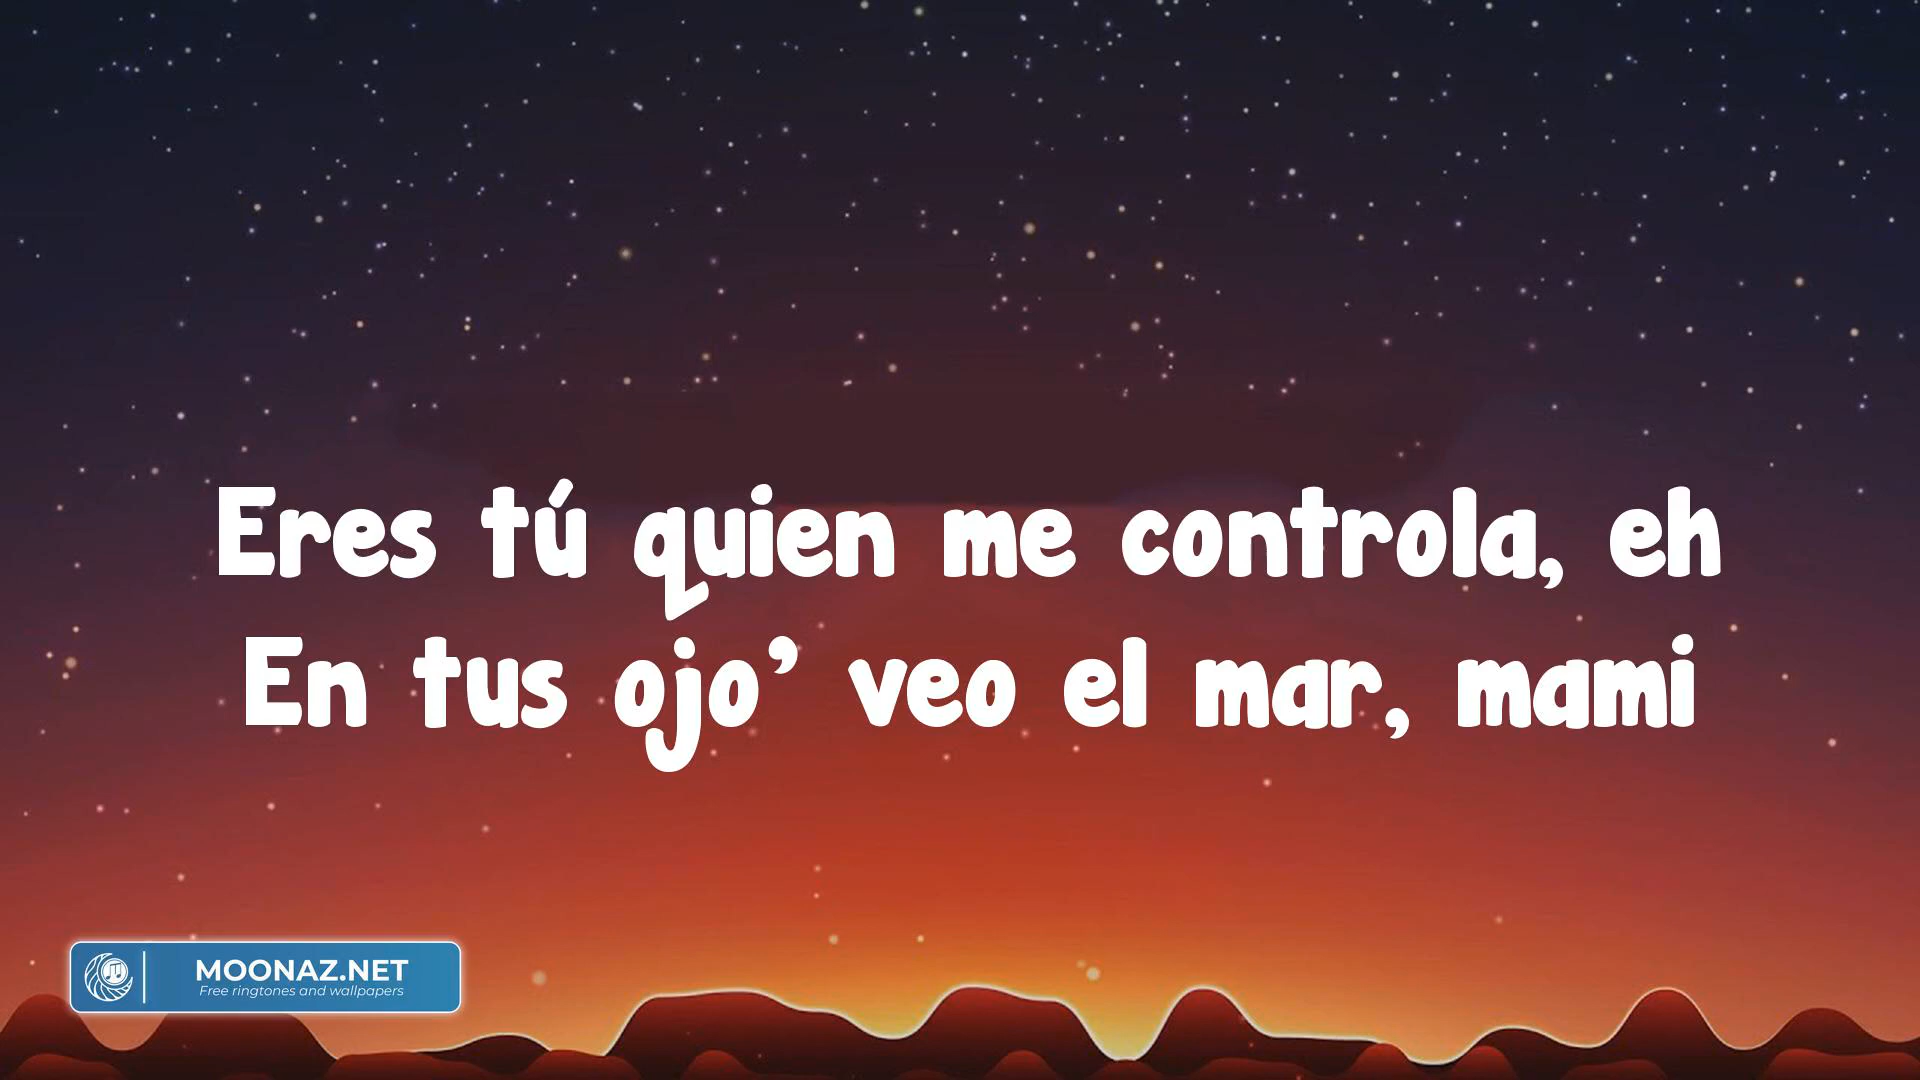 Eres tú quien me controla, eh
En tus ojo’ veo el mar, mami
MOONAZ.NET
Free ringtones and wallpapers